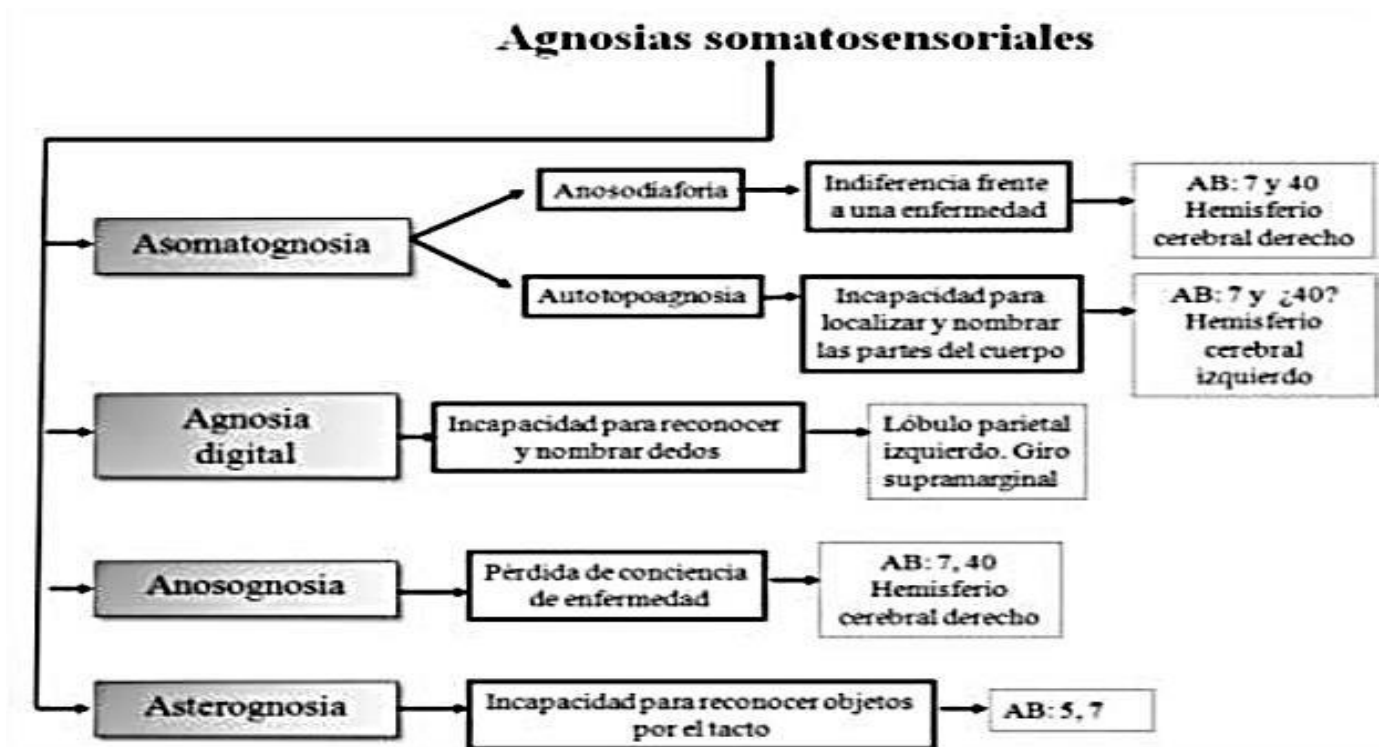 Agnosias somatosensoriales
Asomatognosia
Anosodiaforia
Indiferencia frente
a una enfermedad
AB: 7 y 40
Hemisferio
cerebral derecho
Autotopoagnosia
Incapacidad para
localizar y nombrar
las partes del cuerpo
AB: 7 y ¿40?
Hemisferio
cerebral
izquierdo
Agnosia
digital
Incapacidad para reconocer
y nombrar dedos
Lóbulo parietal
izquierdo. Giro
supramarginal
Anosognosia
Pérdida de conciencia
de enfermedad
AB: 7, 40
Hemisferio
cerebral derecho
Asterognosia
Incapacidad para reconocer objetos
por el tacto
AB: 5, 7